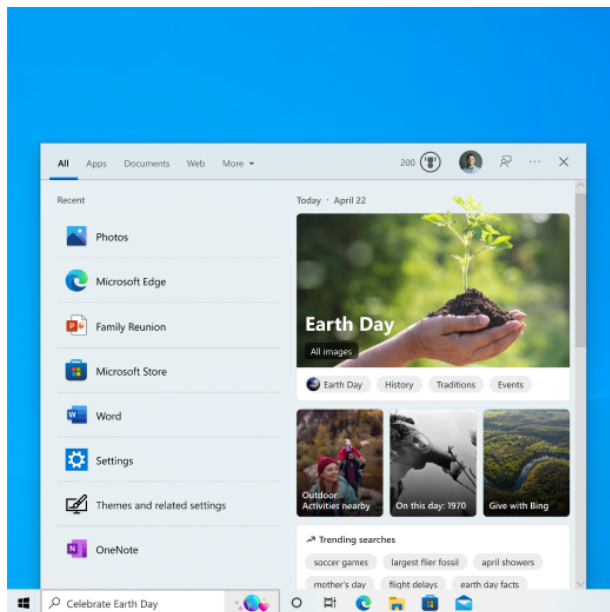 All Apps Documents Web More 200
Recent
Photos
Microsoft Edge
Family Reunion
Microsoft Store
Word
Settings
Themes and related settings
OneNote
Today · April 22
Earth Day
All images
Earth Day History Traditions Events
Outdoor
Activities nearby
On this day: 1970
Give with Bing
Trending searches
soccer games largest flier fossil april showers
mother's day flight delays earth day facts
Celebrate Earth Day